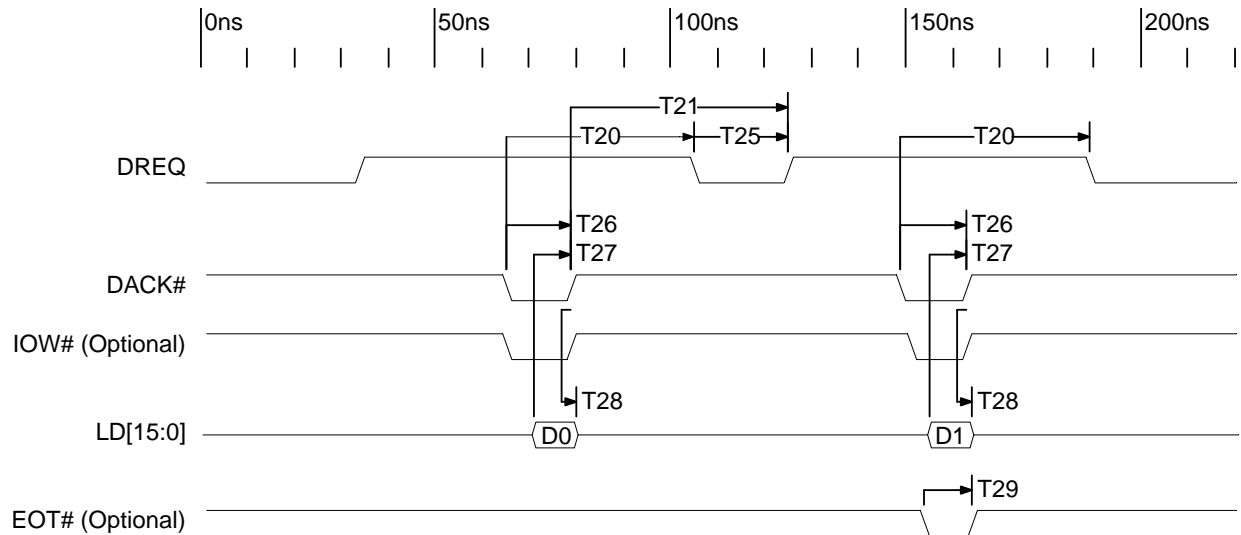 0ns 50ns 100ns 150ns 200ns
T21
T20 T25 T20
DREQ
T26 T26
T27 T27
DACK#
IOW# (Optional)
T28 T28
LD[15:0] D0 D1
T29
EOT# (Optional)